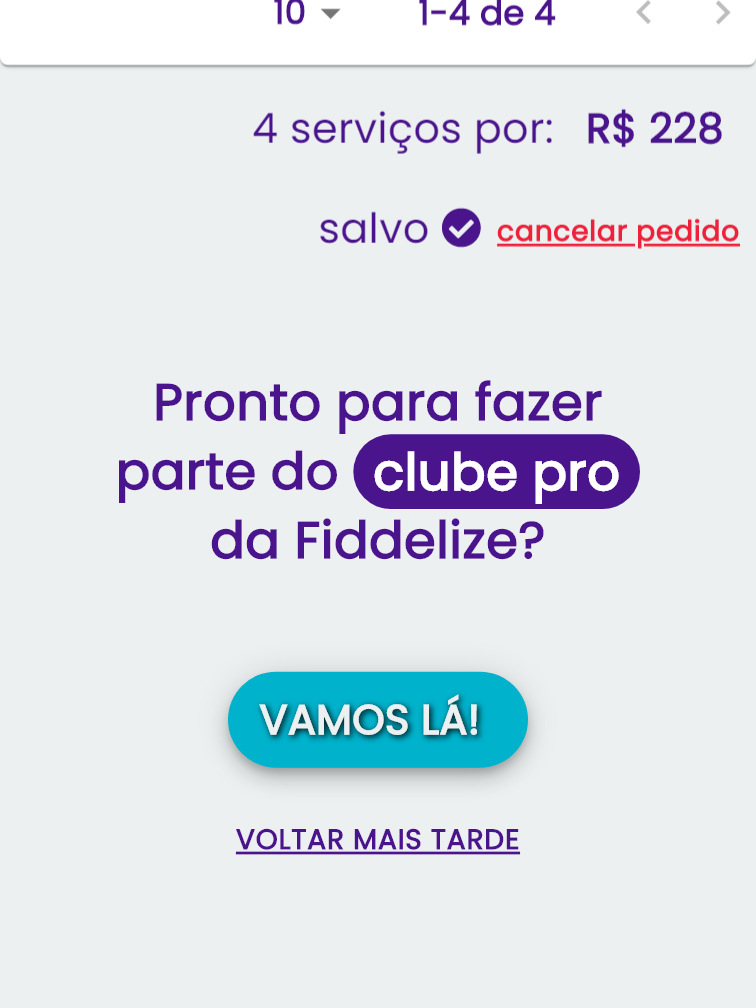 10 1-4 de 4
4 serviços por: R$ 228
salvo cancelar pedido
Pronto para fazer
parte do clube pro
da Fiddelize?
VAMOS LÁ!
VOLTAR MAIS TARDE